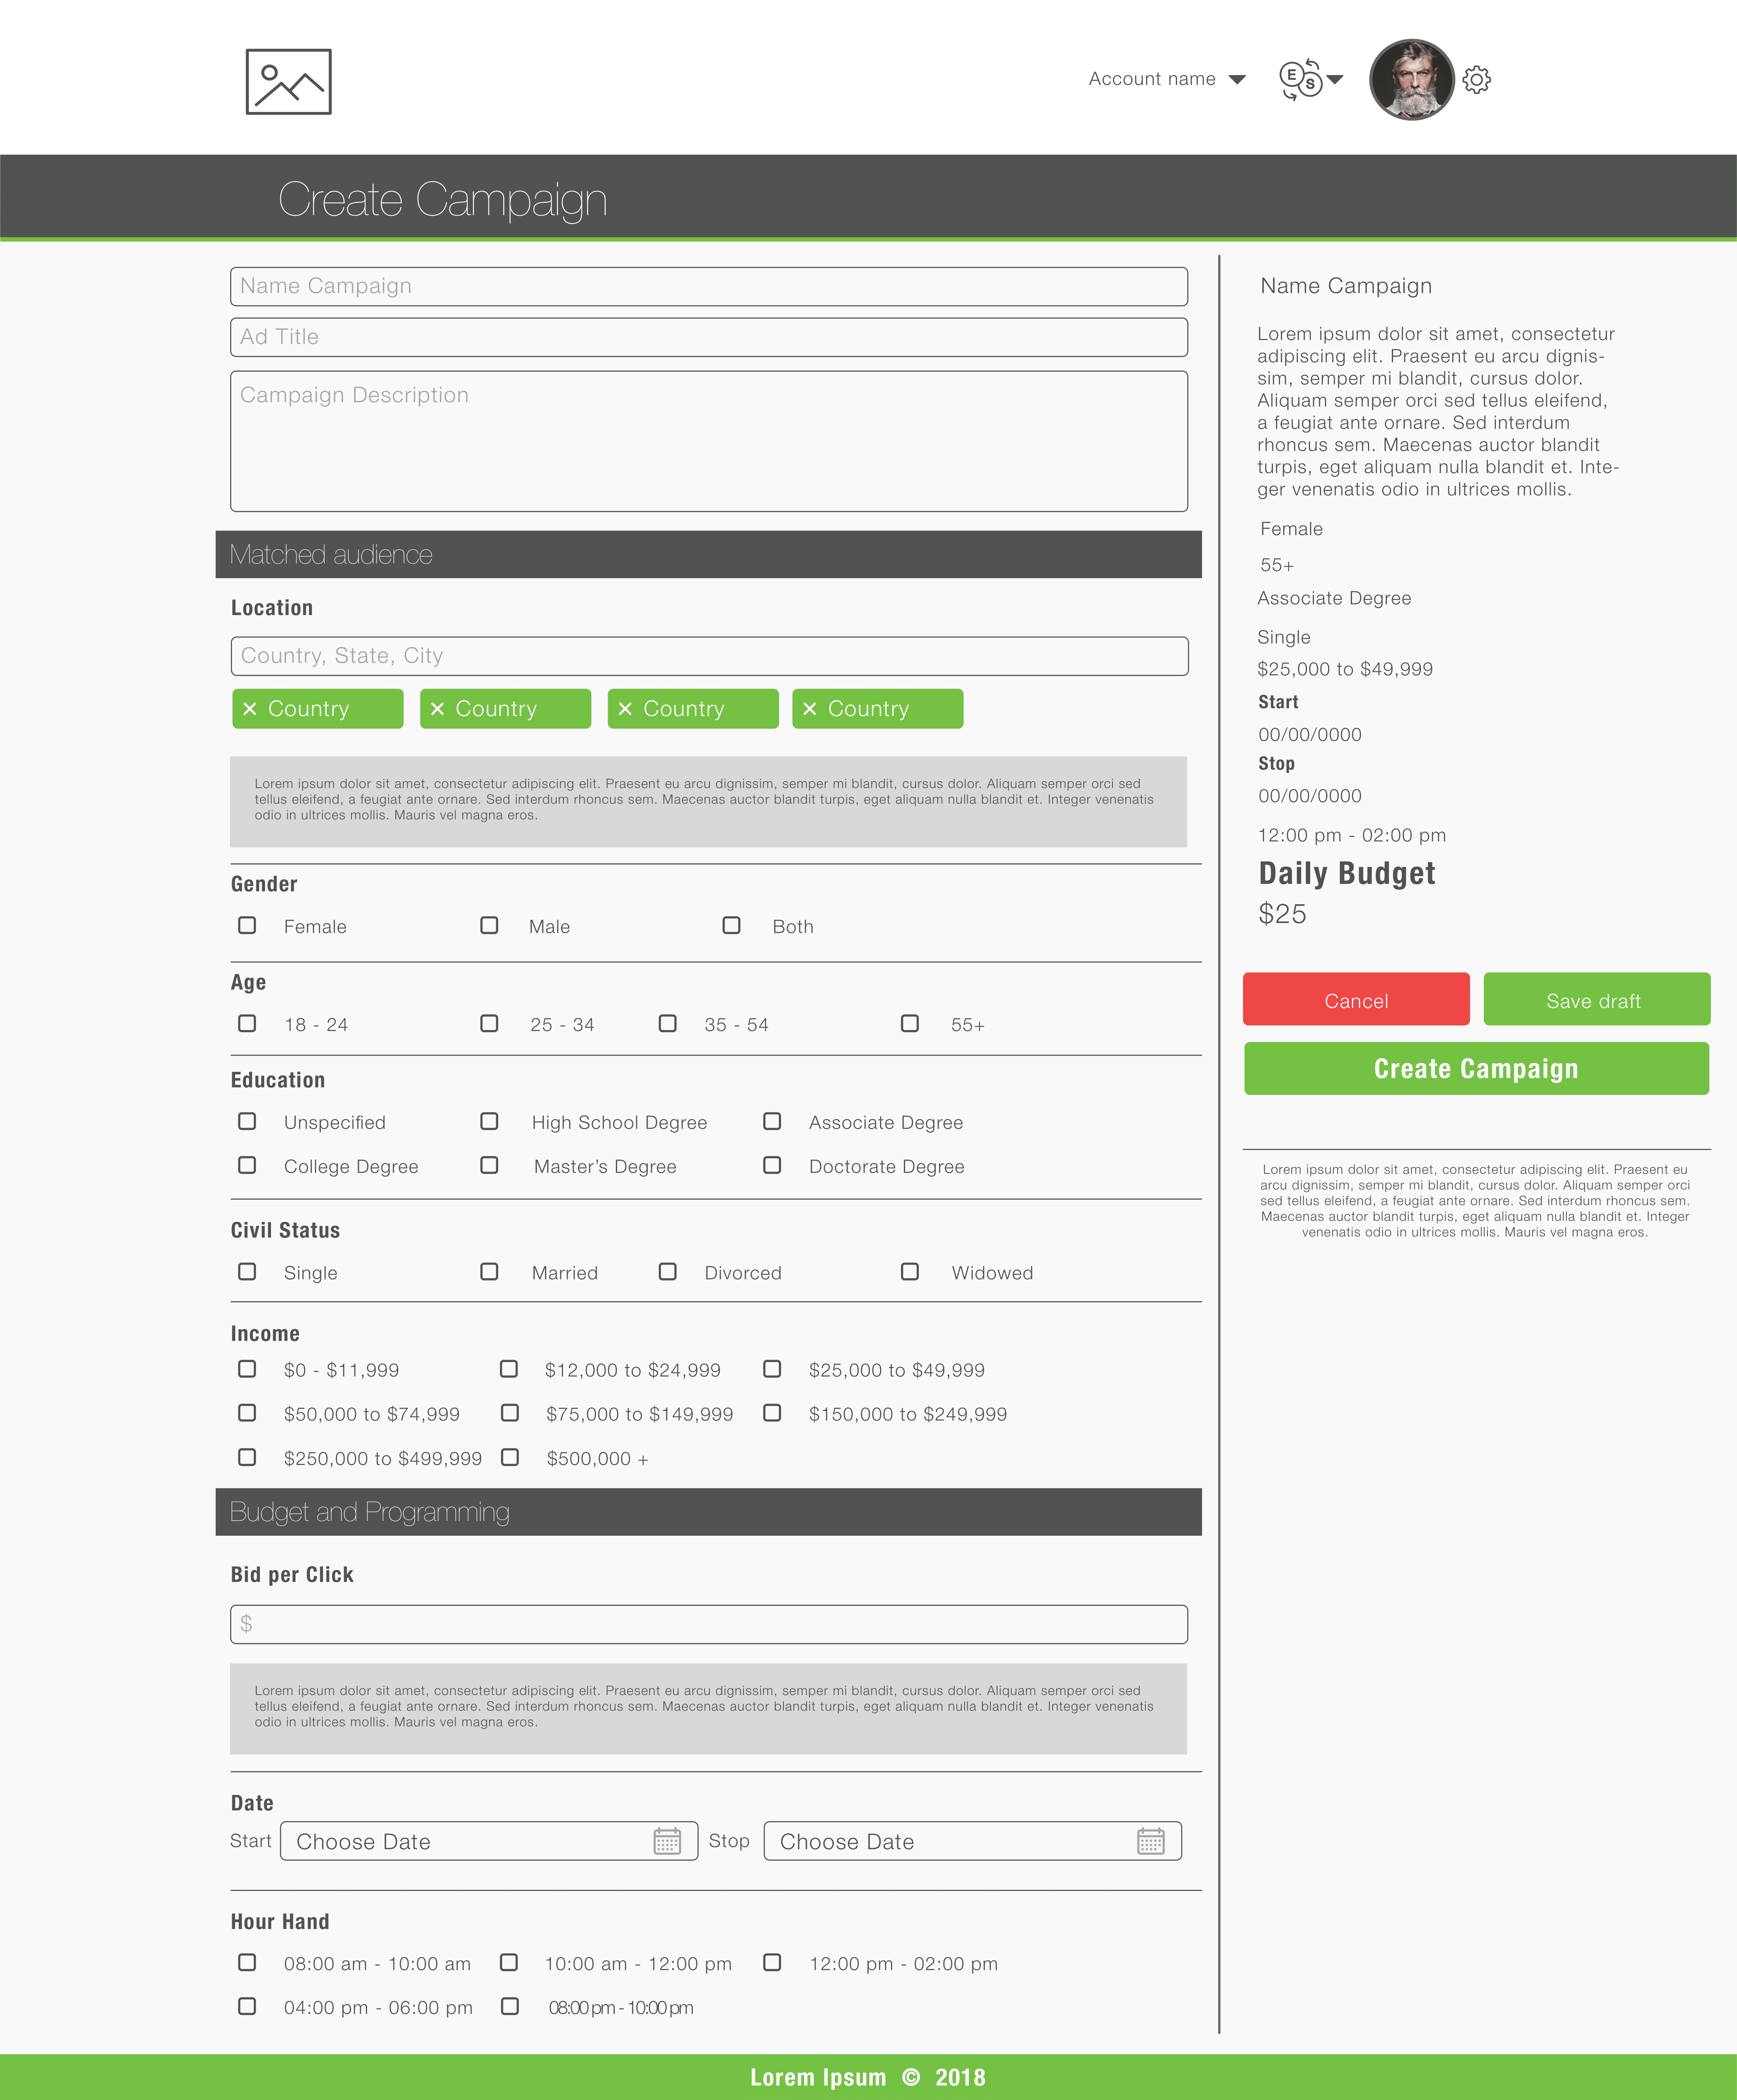 Account name
E
S
Create Campaign
Name Campaign
Ad Title
Campaign Description
Matched audience
Location
Country, State, City
× Country × Country × Country × Country
Lorem ipsum dolor sit amet, consectetur adipiscing elit. Praesent eu arcu dignissim, semper mi blandit, cursus dolor. Aliquam semper orci sed
tellus eleifend, a feugiat ante ornare. Sed interdum rhoncus sem. Maecenas auctor blandit turpis, eget aliquam nulla blandit et. Integer venenatis
odio in ultrices mollis. Mauris vel magna eros.
Gender
Female Male Both
Age
18 - 24 25 - 34 35 - 54 55+
Education
Unspecified High School Degree Associate Degree
College Degree Master’s Degree Doctorate Degree
Civil Status
Single Married Divorced Widowed
Income
$0 - $11,999 $12,000 to $24,999 $25,000 to $49,999
$50,000 to $74,999 $75,000 to $149,999 $150,000 to $249,999
$250,000 to $499,999 $500,000 +
Budget and Programming
Bid per Click
$
Lorem ipsum dolor sit amet, consectetur adipiscing elit. Praesent eu arcu dignissim, semper mi blandit, cursus dolor. Aliquam semper orci sed
tellus eleifend, a feugiat ante ornare. Sed interdum rhoncus sem. Maecenas auctor blandit turpis, eget aliquam nulla blandit et. Integer venenatis
odio in ultrices mollis. Mauris vel magna eros.
Date
Start Choose Date Stop Choose Date
Hour Hand
08:00 am - 10:00 am 10:00 am - 12:00 pm 12:00 pm - 02:00 pm
04:00 pm - 06:00 pm 08:00 pm - 10:00 pm
Name Campaign
Lorem ipsum dolor sit amet, consectetur
adipiscing elit. Praesent eu arcu dignis-
sim, semper mi blandit, cursus dolor.
Aliquam semper orci sed tellus eleifend,
a feugiat ante ornare. Sed interdum
rhoncus sem. Maecenas auctor blandit
turpis, eget aliquam nulla blandit et. Inte-
ger venenatis odio in ultrices mollis.
Female
55+
Associate Degree
Single
$25,000 to $49,999
Start
00/00/0000
Stop
00/00/0000
12:00 pm - 02:00 pm
Daily Budget
$25
Cancel Save draft
Create Campaign
Lorem ipsum dolor sit amet, consectetur adipiscing elit. Praesent eu
arcu dignissim, semper mi blandit, cursus dolor. Aliquam semper orci
sed tellus eleifend, a feugiat ante ornare. Sed interdum rhoncus sem.
Maecenas auctor blandit turpis, eget aliquam nulla blandit et. Integer
venenatis odio in ultrices mollis. Mauris vel magna eros.
Lorem Ipsum © 2018